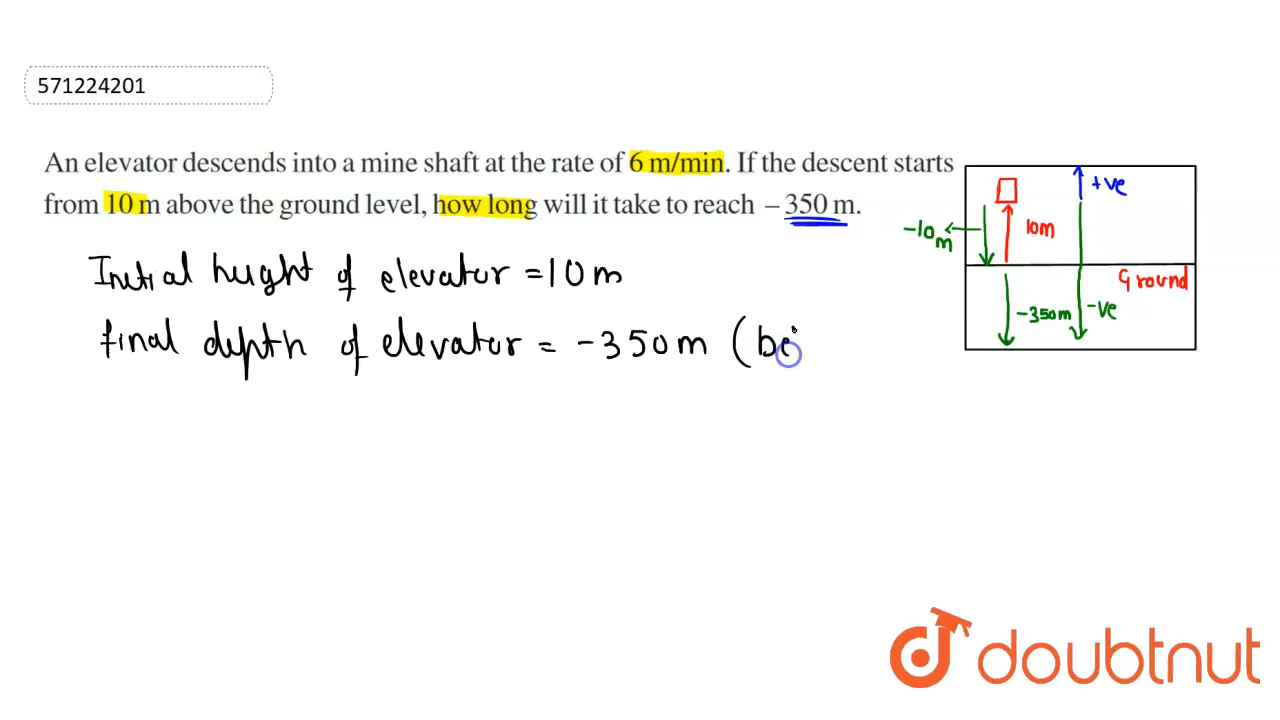 571224201
An elevator descends into a mine shaft at the rate of 6 m/min. If the descent starts
from 10 m above the ground level, how long will it take to reach – 350 m.
Initial height of elevator = 10 m
final depth of elevator = -350 m (be
+ve
10m
-10m
Ground
-350m
-ve
doubtnut